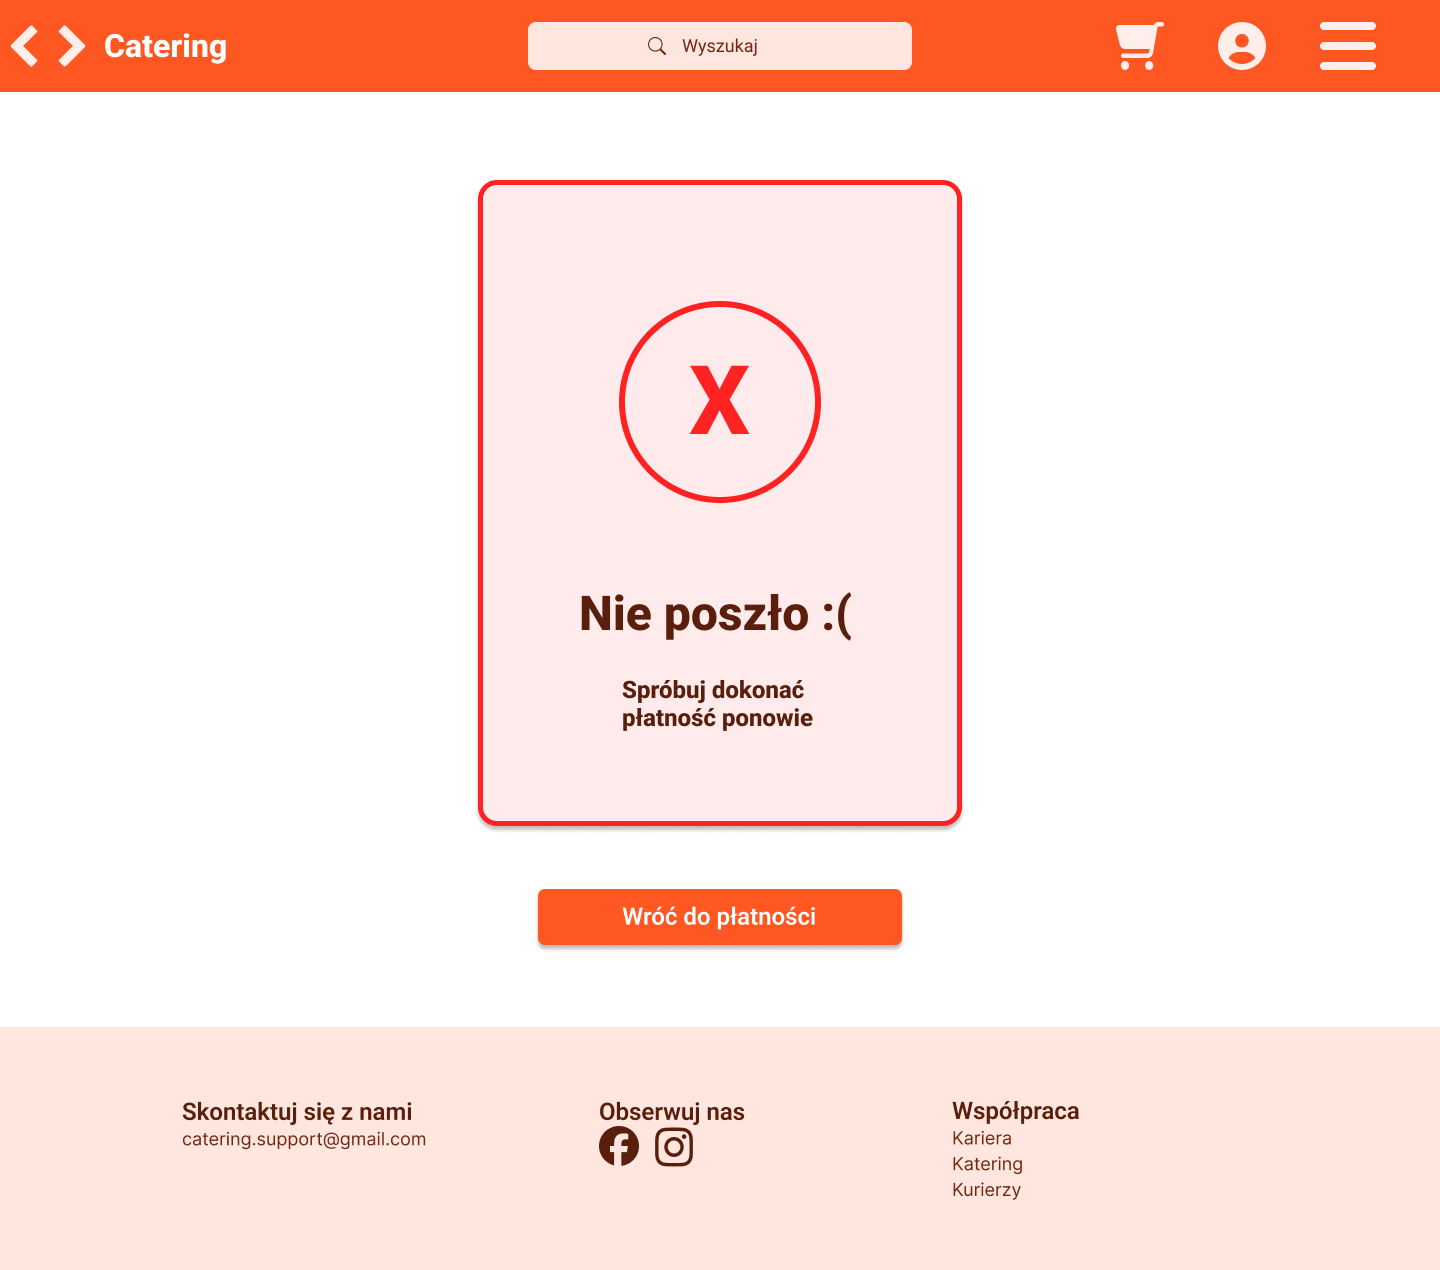 Catering
Wyszukaj
X
Nie poszło :(
Spróbuj dokonać
płatność ponowie
Wróć do płatności
Skontaktuj się z nami
catering.support@gmail.com
Obserwuj nas
Współpraca
Kariera
Katering
Kurierzy